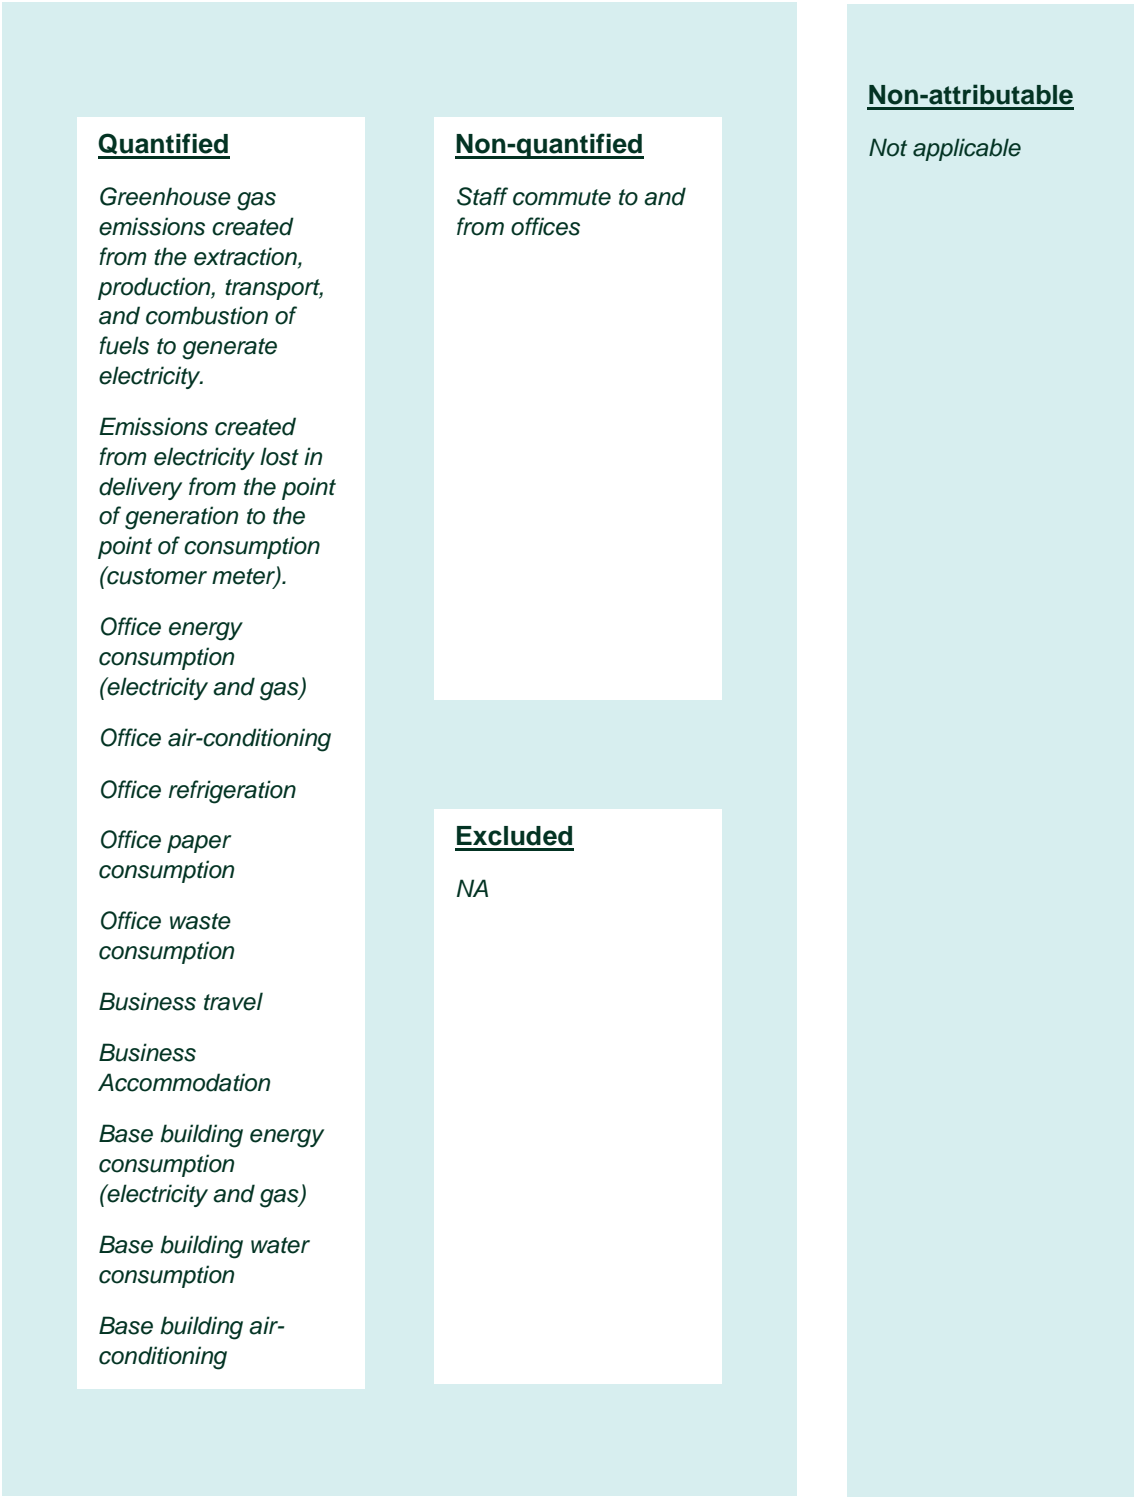 Quantified
Greenhouse gas
emissions created
from the extraction,
production, transport,
and combustion of
fuels to generate
electricity.
Emissions created
from electricity lost in
delivery from the point
of generation to the
point of consumption
(customer meter).
Office energy
consumption
(electricity and gas)
Office air-conditioning
Office refrigeration
Office paper
consumption
Office waste
consumption
Business travel
Business
Accommodation
Base building energy
consumption
(electricity and gas)
Base building water
consumption
Base building air-
conditioning
Non-quantified
Staff commute to and
from offices
Excluded
NA
Non-attributable
Not applicable